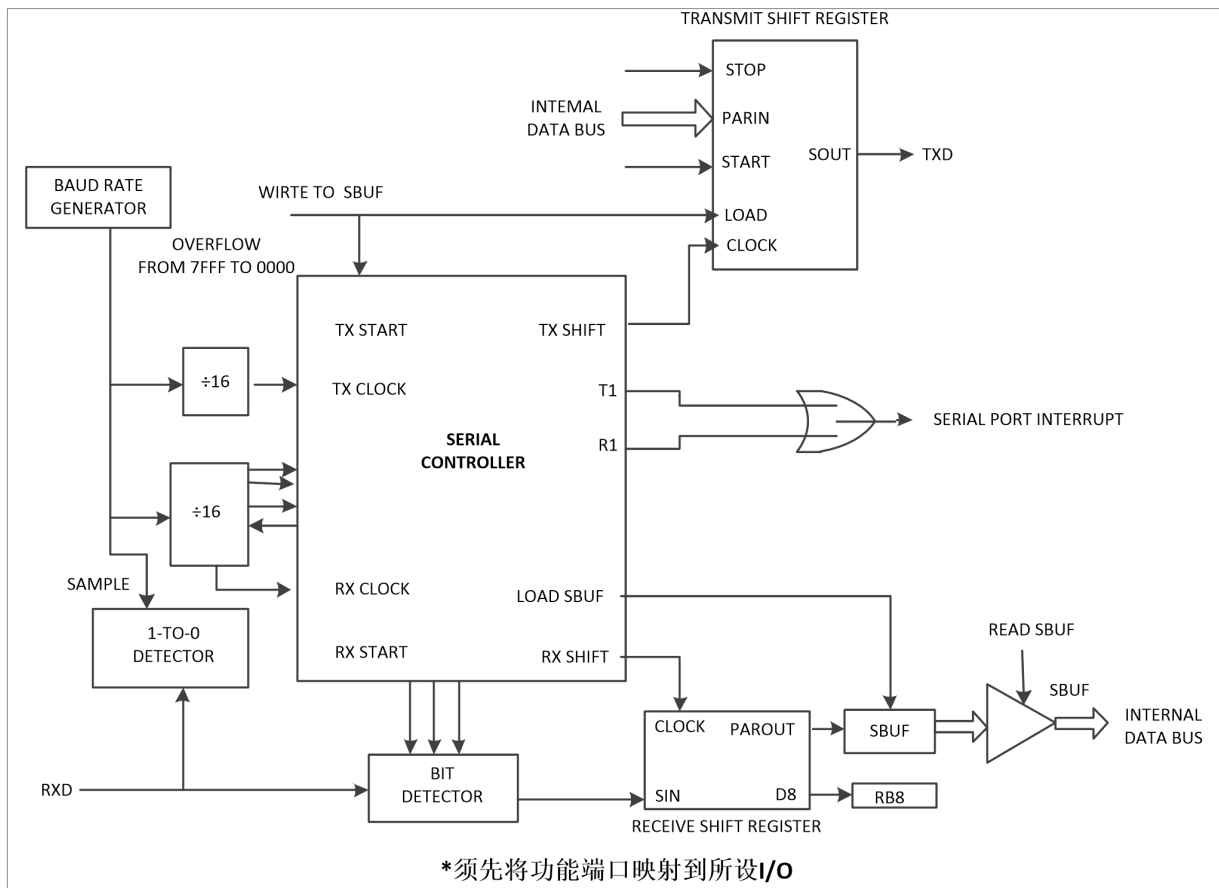 TRANSMIT SHIFT REGISTER
STOP
INTEMAL
DATA BUS
PARIN
START
SOUT
TXD
LOAD
CLOCK
BAUD RATE
GENERATOR
WIRTE TO SBUF
OVERFLOW
FROM 7FFF TO 0000
TX START
TX SHIFT
÷16
TX CLOCK
T1
SERIAL
CONTROLLER
R1
SERIAL PORT INTERRUPT
÷16
SAMPLE
RX CLOCK
LOAD SBUF
1-TO-0
DETECTOR
RX START
RX SHIFT
READ SBUF
SBUF
CLOCK
PAROUT
SBUF
INTERNAL
DATA BUS
RXD
BIT
DETECTOR
SIN
D8
RB8
RECEIVE SHIFT REGISTER
*须先将功能端口映射到所设I/O